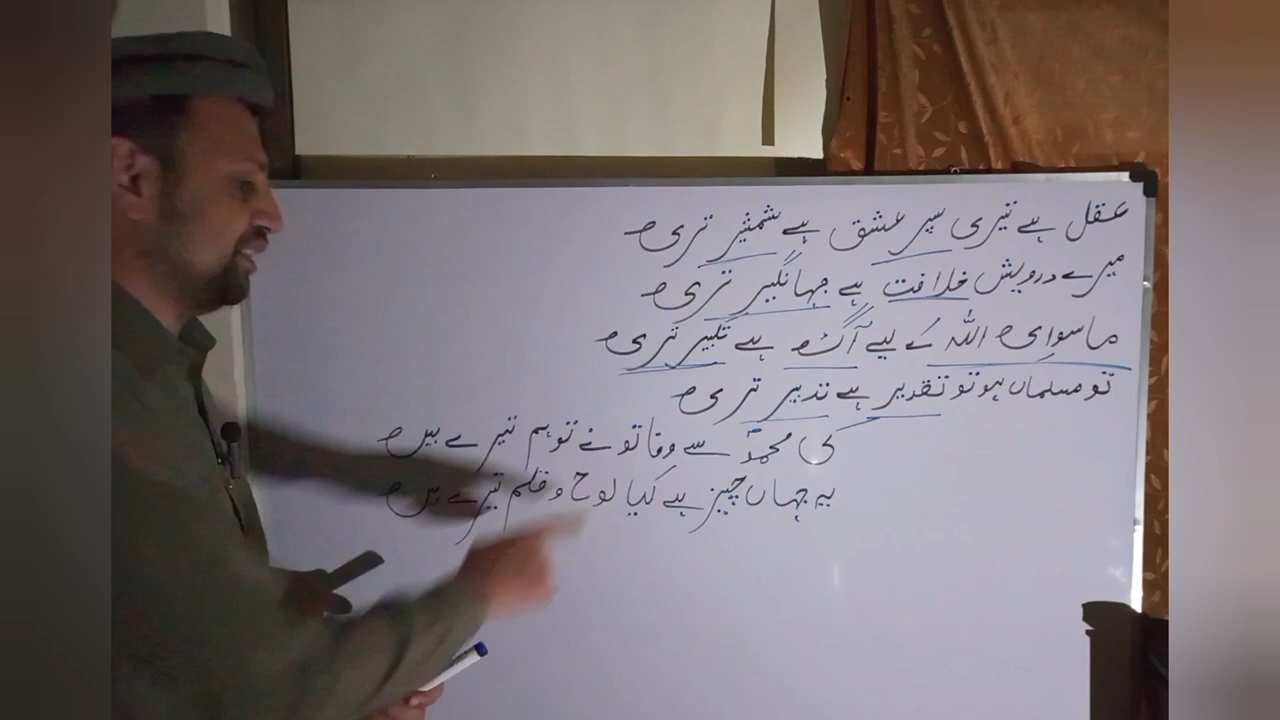 عقل ہے تیری سپر عشق ہے شمشیر تری
میرے درویش خلافت ہے جہانگیر تری
ماسوای اللہ کے لیے آگ ہے تکبیر تری
تو مسلماں ہو تو تقدیر ہے تدبیر تری
کی محمدؐ سے وفا تو نے تو ہم تیرے ہیں
یہ جہاں چیز ہے کیا لوح و قلم تیرے ہیں